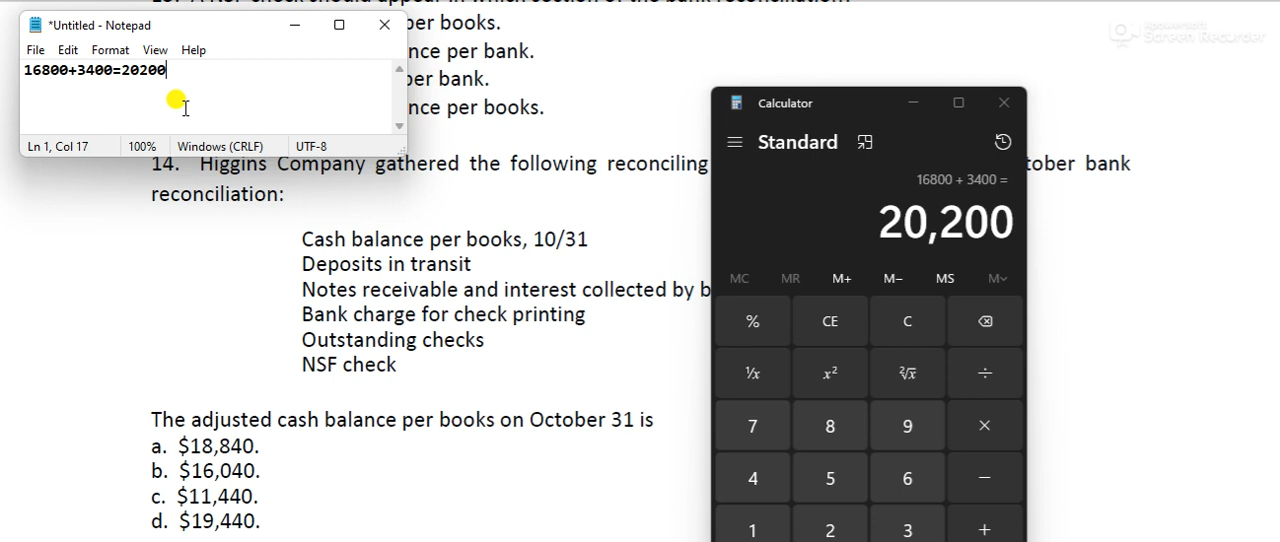 *Untitled - Notepad
File Edit Format View Help
16800+3400=20200
Ln 1, Col 17 100% Windows (CRLF) UTF-8
per books.
nce per bank.
per bank.
nce per books.
Apowersoft
Screen Recorder
14. Higgins Company gathered the following reconciling tober bank
reconciliation:
Cash balance per books, 10/31
Deposits in transit
Notes receivable and interest collected by b
Bank charge for check printing
Outstanding checks
NSF check
The adjusted cash balance per books on October 31 is
a. $18,840.
b. $16,040.
c. $11,440.
d. $19,440.
Calculator
Standard
16800 + 3400 =
20,200
MC MR M+ M− MS M
% CE C
¹/x x² ²√x ÷
7 8 9 ×
4 5 6 −
1 2 3 +